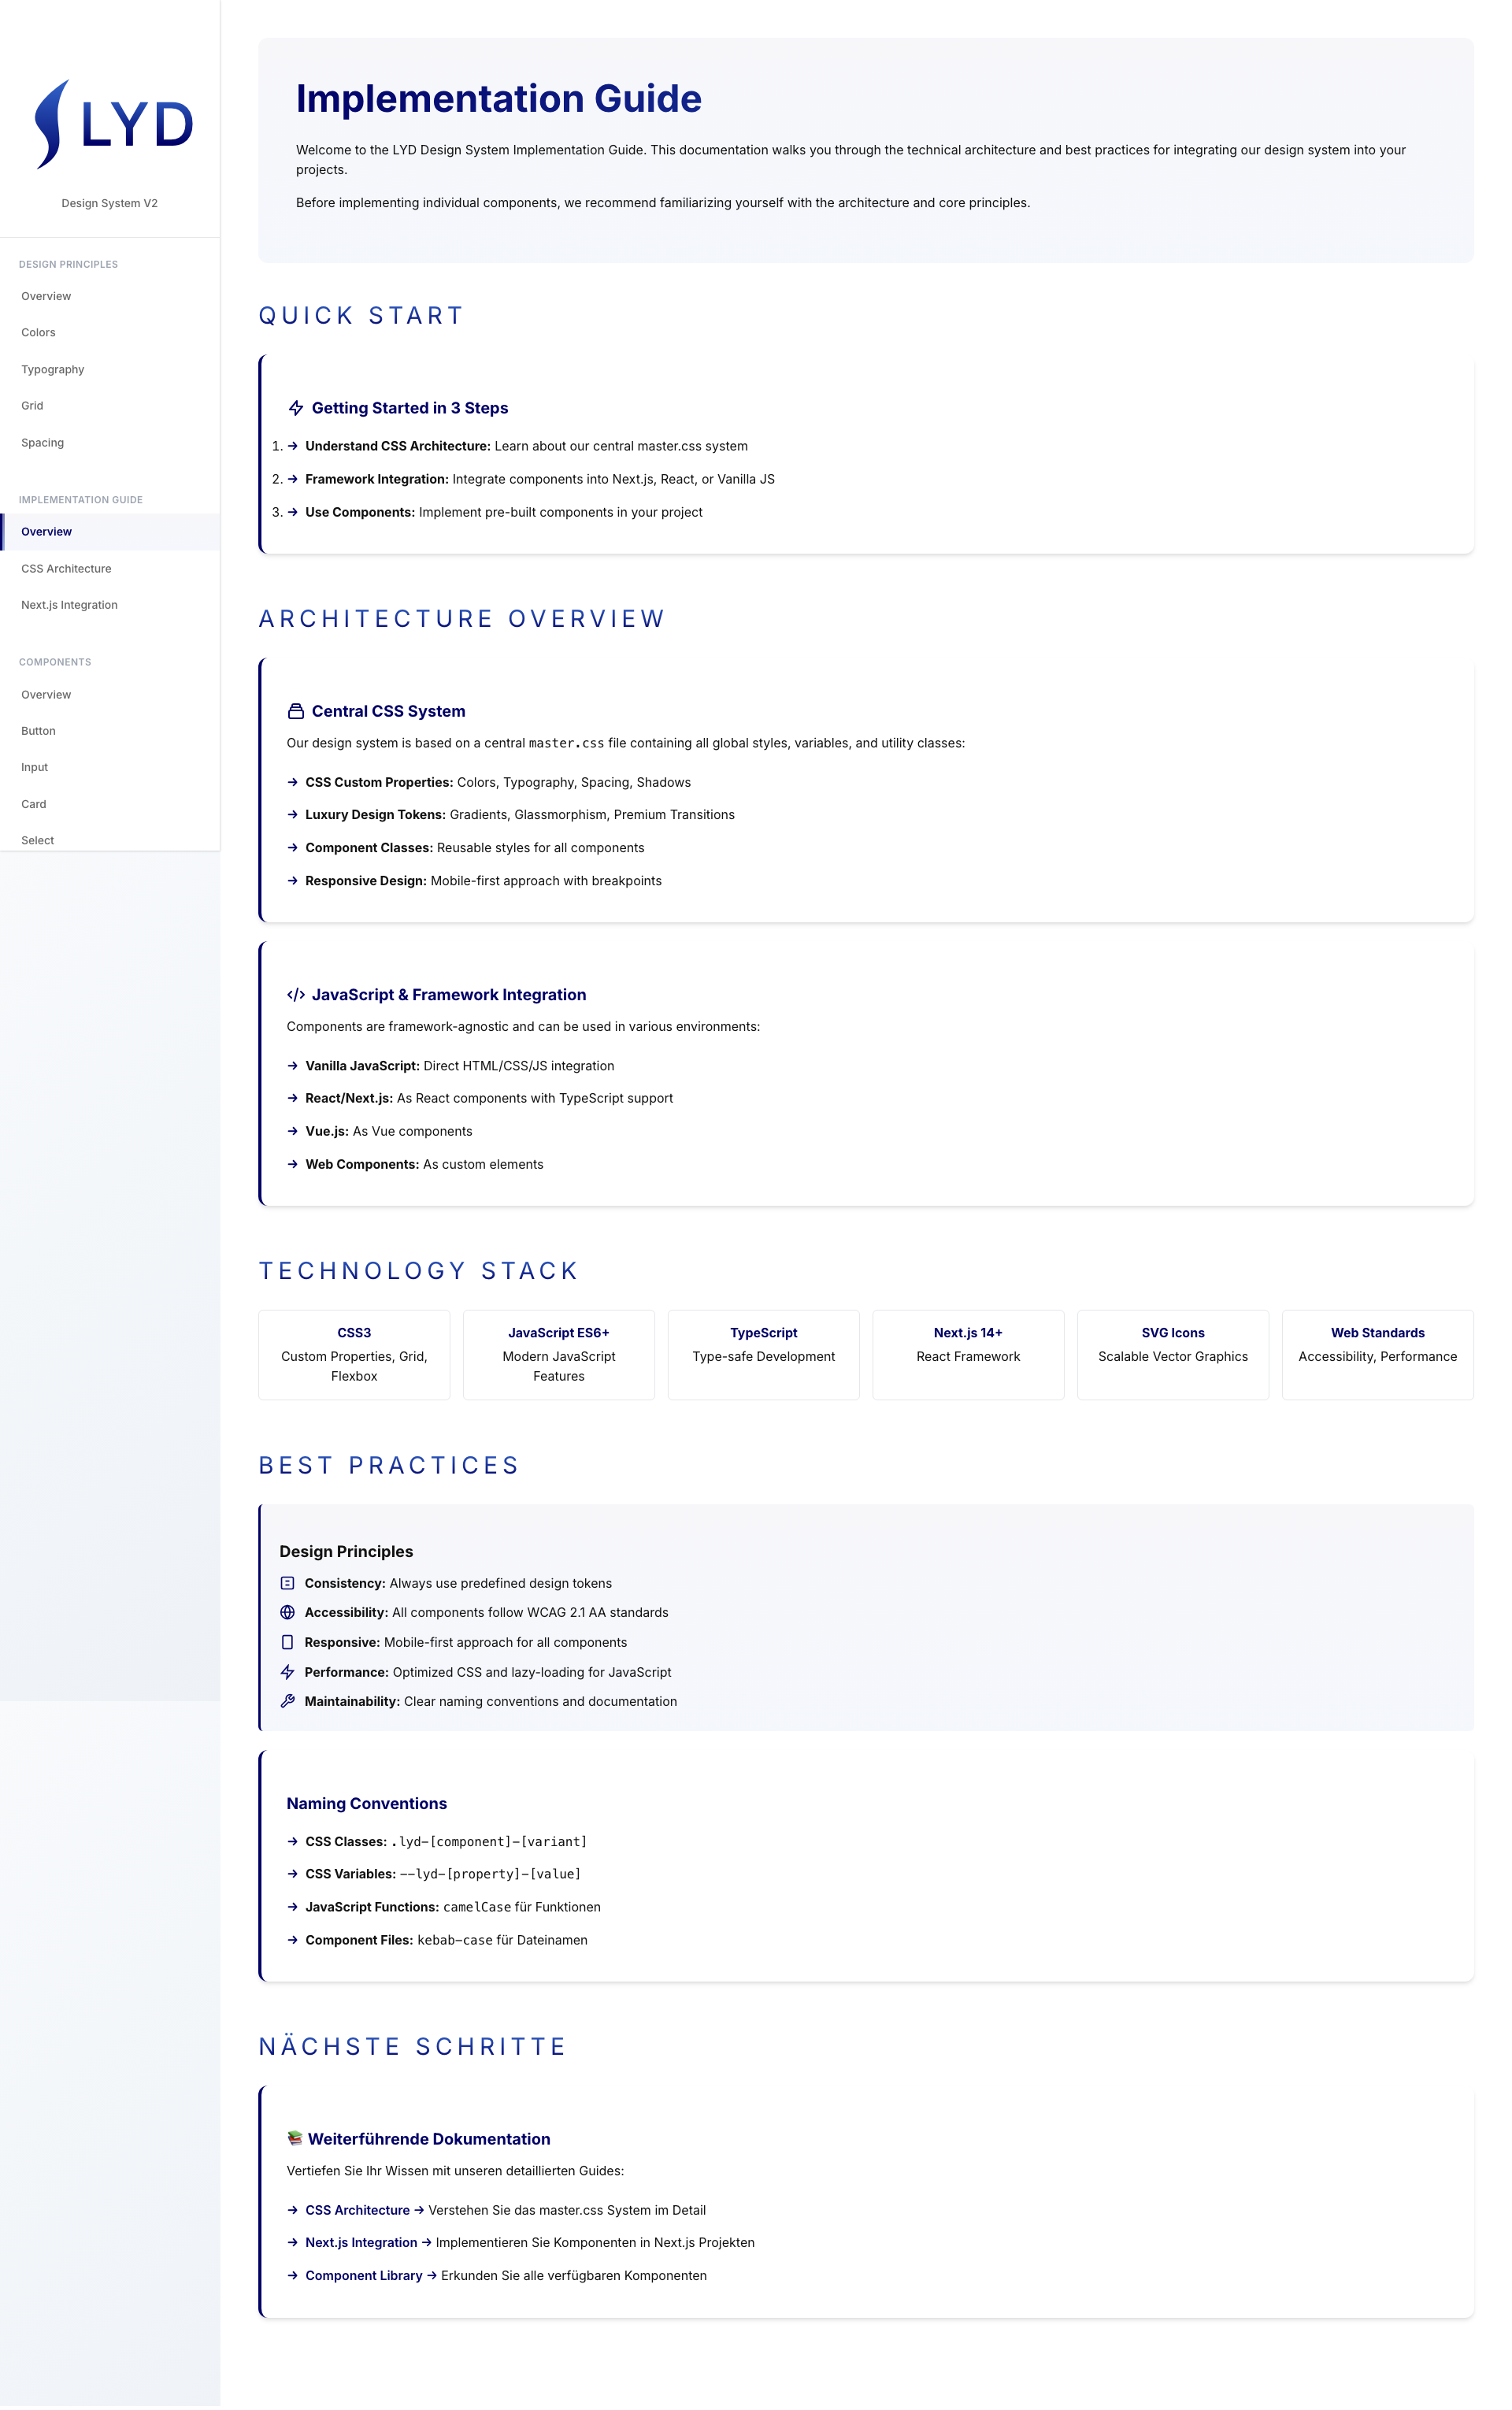 LYD
Design System V2
DESIGN PRINCIPLES
Overview
Colors
Typography
Grid
Spacing
IMPLEMENTATION GUIDE
Overview
CSS Architecture
Next.js Integration
COMPONENTS
Overview
Button
Input
Card
Select
Implementation Guide
Welcome to the LYD Design System Implementation Guide. This documentation walks you through the technical architecture and best practices for integrating our design system into your
projects.
Before implementing individual components, we recommend familiarizing yourself with the architecture and core principles.
QUICK START
Getting Started in 3 Steps
1. → Understand CSS Architecture: Learn about our central master.css system
2. → Framework Integration: Integrate components into Next.js, React, or Vanilla JS
3. → Use Components: Implement pre-built components in your project
ARCHITECTURE OVERVIEW
Central CSS System
Our design system is based on a central master.css file containing all global styles, variables, and utility classes:
→ CSS Custom Properties: Colors, Typography, Spacing, Shadows
→ Luxury Design Tokens: Gradients, Glassmorphism, Premium Transitions
→ Component Classes: Reusable styles for all components
→ Responsive Design: Mobile-first approach with breakpoints
JavaScript & Framework Integration
Components are framework-agnostic and can be used in various environments:
→ Vanilla JavaScript: Direct HTML/CSS/JS integration
→ React/Next.js: As React components with TypeScript support
→ Vue.js: As Vue components
→ Web Components: As custom elements
TECHNOLOGY STACK
CSS3
Custom Properties, Grid,
Flexbox
JavaScript ES6+
Modern JavaScript
Features
TypeScript
Type-safe Development
Next.js 14+
React Framework
SVG Icons
Scalable Vector Graphics
Web Standards
Accessibility, Performance
BEST PRACTICES
Design Principles
Consistency: Always use predefined design tokens
Accessibility: All components follow WCAG 2.1 AA standards
Responsive: Mobile-first approach for all components
Performance: Optimized CSS and lazy-loading for JavaScript
Maintainability: Clear naming conventions and documentation
Naming Conventions
→ CSS Classes: .lyd-[component]-[variant]
→ CSS Variables: --lyd-[property]-[value]
→ JavaScript Functions: camelCase für Funktionen
→ Component Files: kebab-case für Dateinamen
NÄCHSTE SCHRITTE
📚 Weiterführende Dokumentation
Vertiefen Sie Ihr Wissen mit unseren detaillierten Guides:
→ CSS Architecture → Verstehen Sie das master.css System im Detail
→ Next.js Integration → Implementieren Sie Komponenten in Next.js Projekten
→ Component Library → Erkunden Sie alle verfügbaren Komponenten